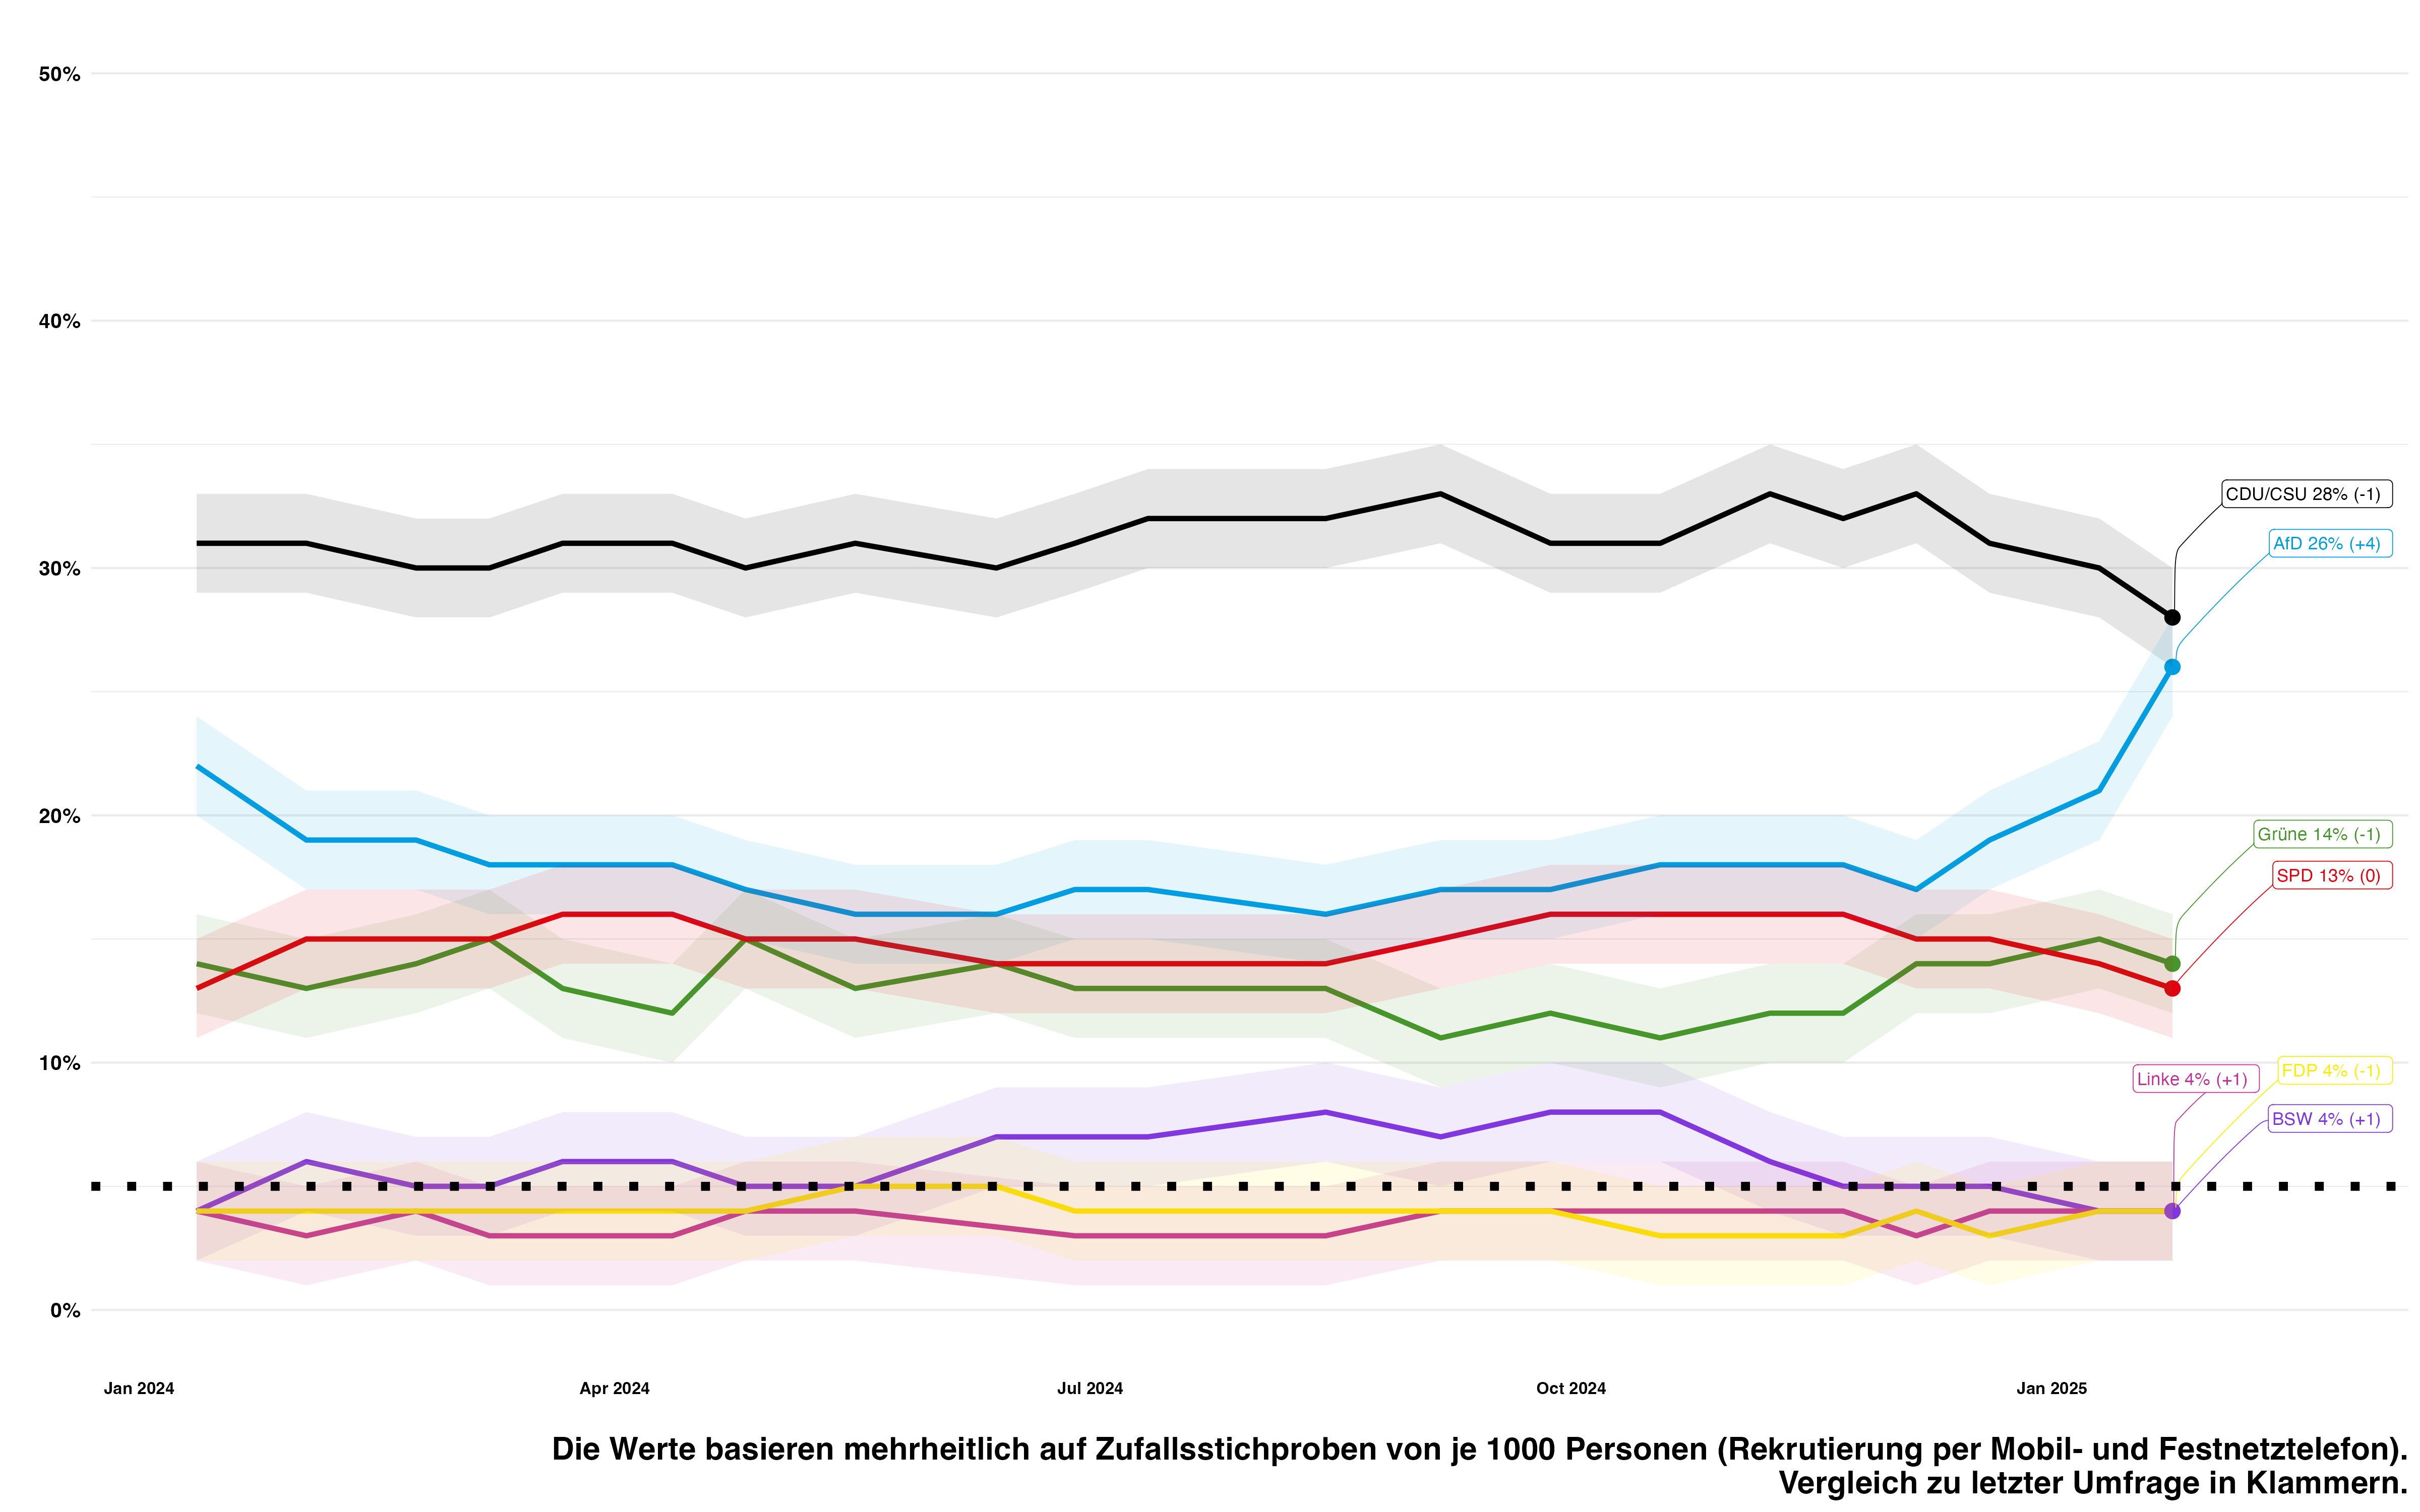 50%
40%
30%
20%
10%
0%
CDU/CSU 28% (-1)
AfD 26% (+4)
Grüne 14% (-1)
SPD 13% (0)
FDP 4% (-1)
Linke 4% (+1)
BSW 4% (+1)
Jan 2024
Apr 2024
Jul 2024
Oct 2024
Jan 2025
Die Werte basieren mehrheitlich auf Zufallsstichproben von je 1000 Personen (Rekrutierung per Mobil- und Festnetztelefon).
Vergleich zu letzter Umfrage in Klammern.